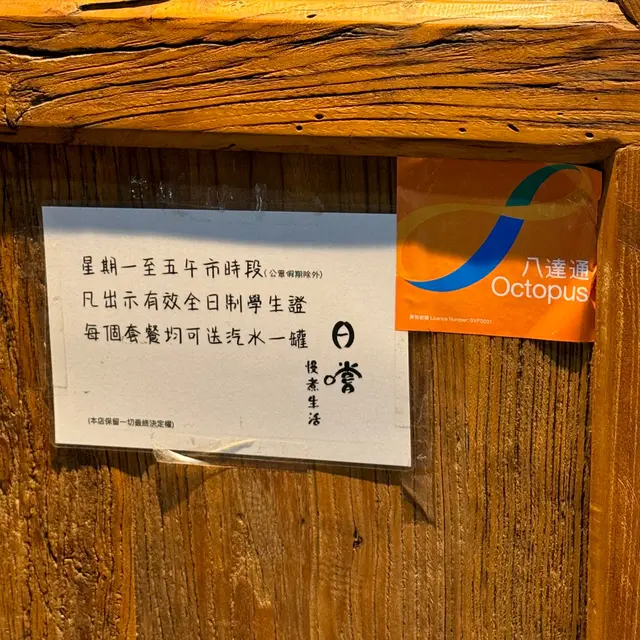 星期一至五午市時段(公眾假期除外)
凡出示有效全日制學生證
每個套餐均可送汽水一罐
日嚐
慢煮生活
(本店保留一切最終決定權)
八達通
Octopus